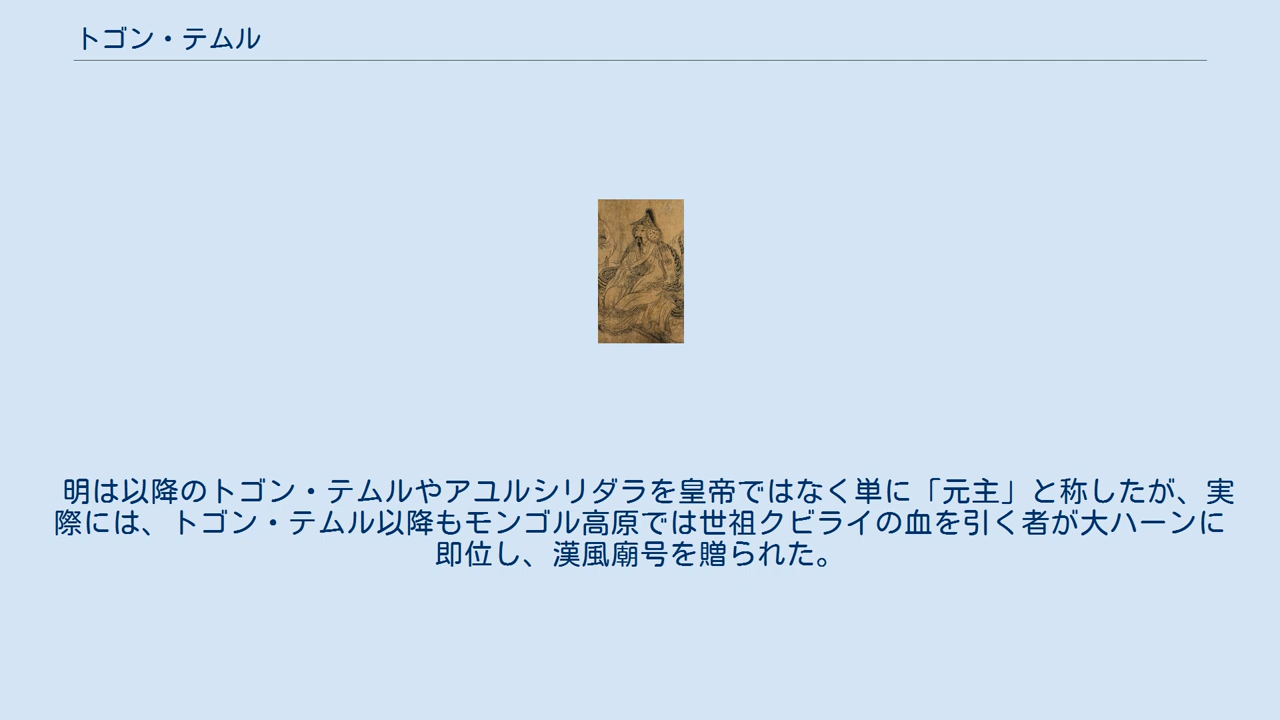 トゴン・テムル
明は以降のトゴン・テムルやアユルシリダラを皇帝ではなく単に「元主」と称したが、実
際には、トゴン・テムル以降もモンゴル高原では世祖クビライの血を引く者が大ハーンに
即位し、漢風廟号を贈られた。